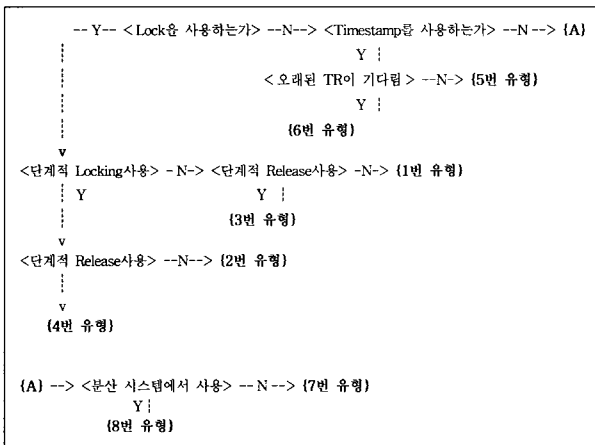 -- Y-- <Lock을 사용하는가> --N--> <Timestamp를 사용하는가> --N--> {A}
Y
<오래된 TR이 기다림> --N-> {5번 유형}
Y
{6번 유형}
v
<단계적 Locking사용> -N-> <단계적 Release사용> -N-> {1번 유형}
Y Y
{3번 유형}
v
<단계적 Release사용> --N--> {2번 유형}
v
{4번 유형}
{A} --> <분산 시스템에서 사용> -- N --> {7번 유형}
Y
{8번 유형}